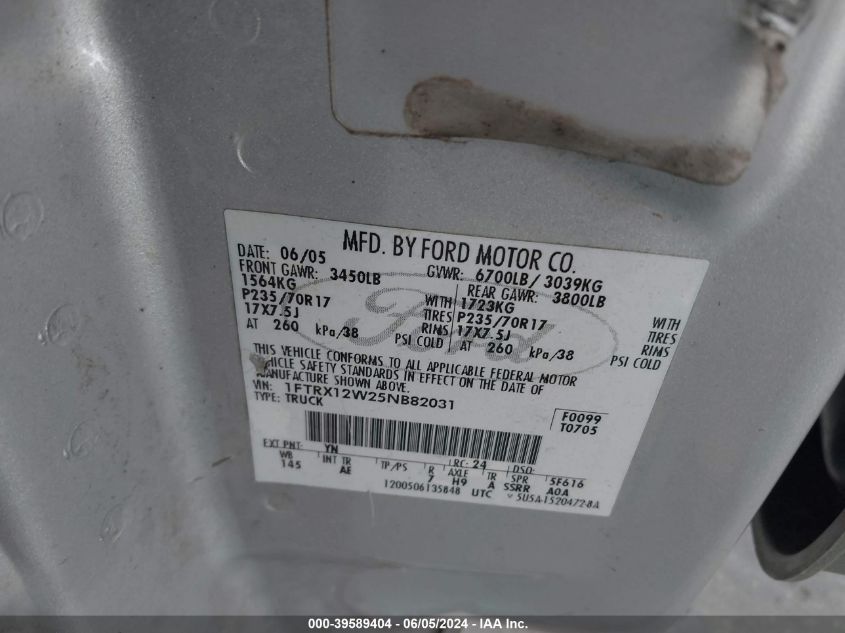 MFD. BY FORD MOTOR CO.
DATE: 06/05 GVWR: 6700LB/ 3039KG
FRONT GAWR: 3450LB REAR GAWR: 3800LB
1564KG WITH 1723KG WITH
P235/70R17 TIRES P235/70R17 TIRES
17X7.5J RIMS 17X7.5J RIMS
AT 260 kPa/38 PSI COLD AT 260 kPa/38 PSI COLD
THIS VEHICLE CONFORMS TO ALL APPLICABLE FEDERAL MOTOR
VEHICLE SAFETY STANDARDS IN EFFECT ON THE DATE OF
MANUFACTURE SHOWN ABOVE.
VIN: 1FTRX12W25NB82031
TYPE: TRUCK
F0099
T0705
EXT PNT: YN RC: 24 DSO:
WB INT TR TP/PS R AXLE TR SPR 5F616
145 AE 7 H9 A SSRR A0A
1200506135848 UTC 5U5A-1520472-BA
Ford
000-39589404 - 06/05/2024 - IAA Inc.